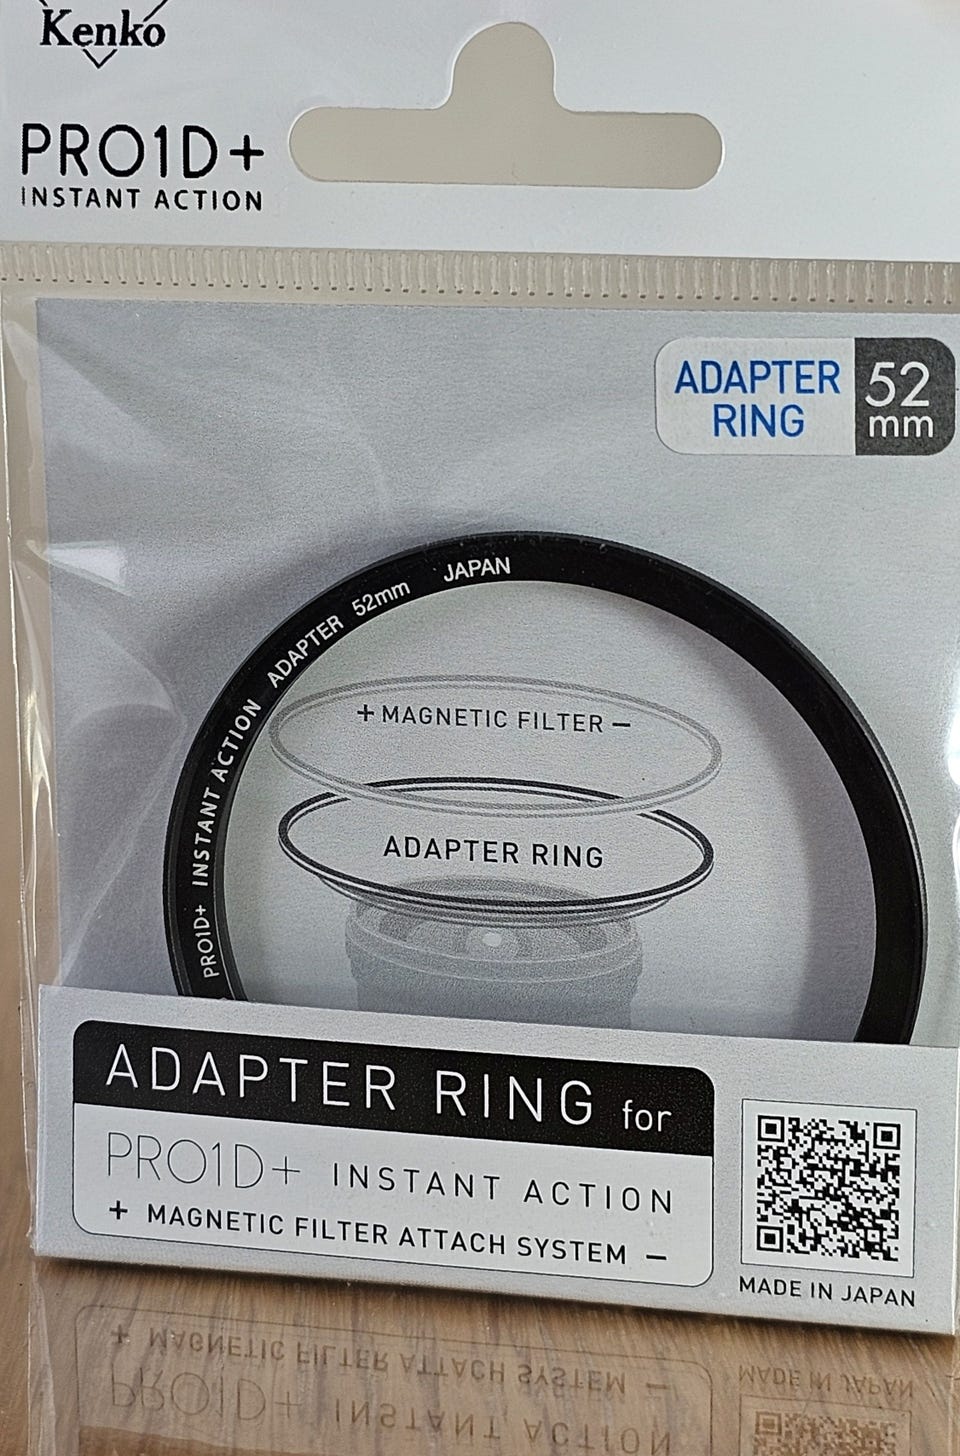 Kenko
PRO1D+
INSTANT ACTION
ADAPTER
RING
52
mm
PRO1D+ INSTANT ACTION ADAPTER 52mm JAPAN
+ MAGNETIC FILTER −
ADAPTER RING
ADAPTER RING for
PRO1D+ INSTANT ACTION
+ MAGNETIC FILTER ATTACH SYSTEM −
MADE IN JAPAN